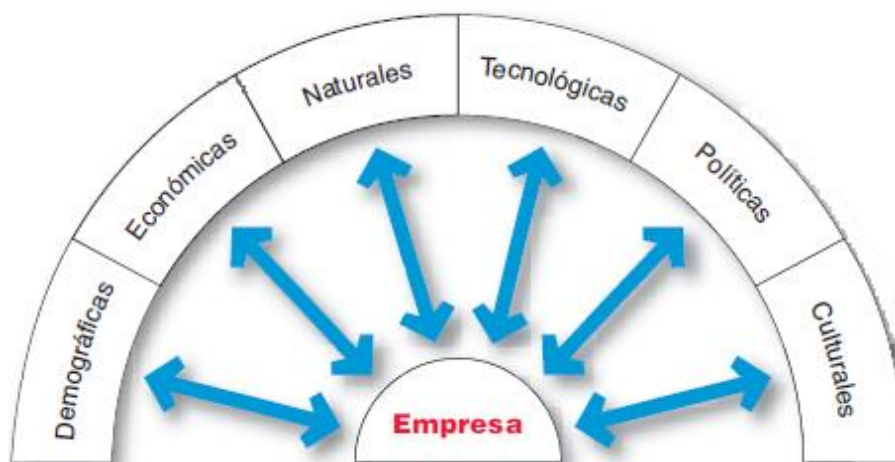 Demográficas
Económicas
Naturales
Tecnológicas
Políticas
Culturales
Empresa